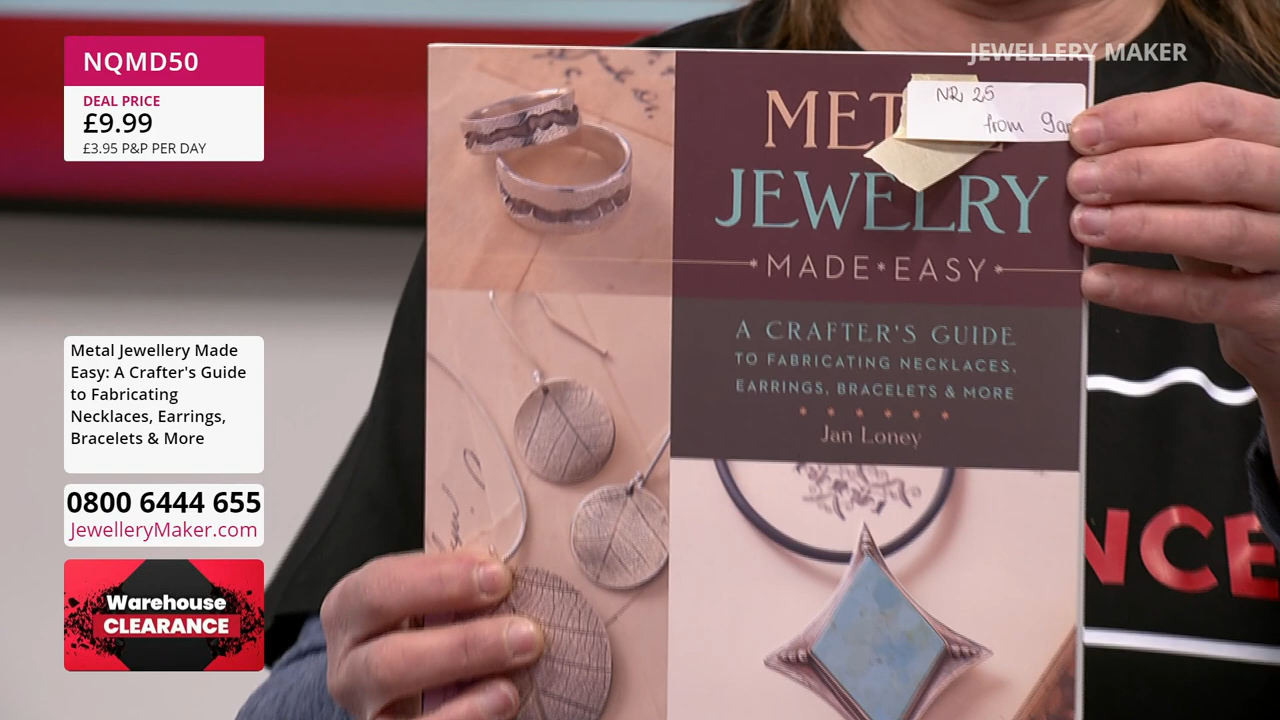 NQMD50
DEAL PRICE
£9.99
£3.95 P&P PER DAY
Metal Jewellery Made
Easy: A Crafter's Guide
to Fabricating
Necklaces, Earrings,
Bracelets & More
0800 6444 655
JewelleryMaker.com
Warehouse
CLEARANCE
JEWELLERY MAKER
NR 25
from
MET
JEWELRY
MADE EASY
A CRAFTER'S GUIDE
TO FABRICATING NECKLACES,
EARRINGS, BRACELETS & MORE
Jan Loney
NCE